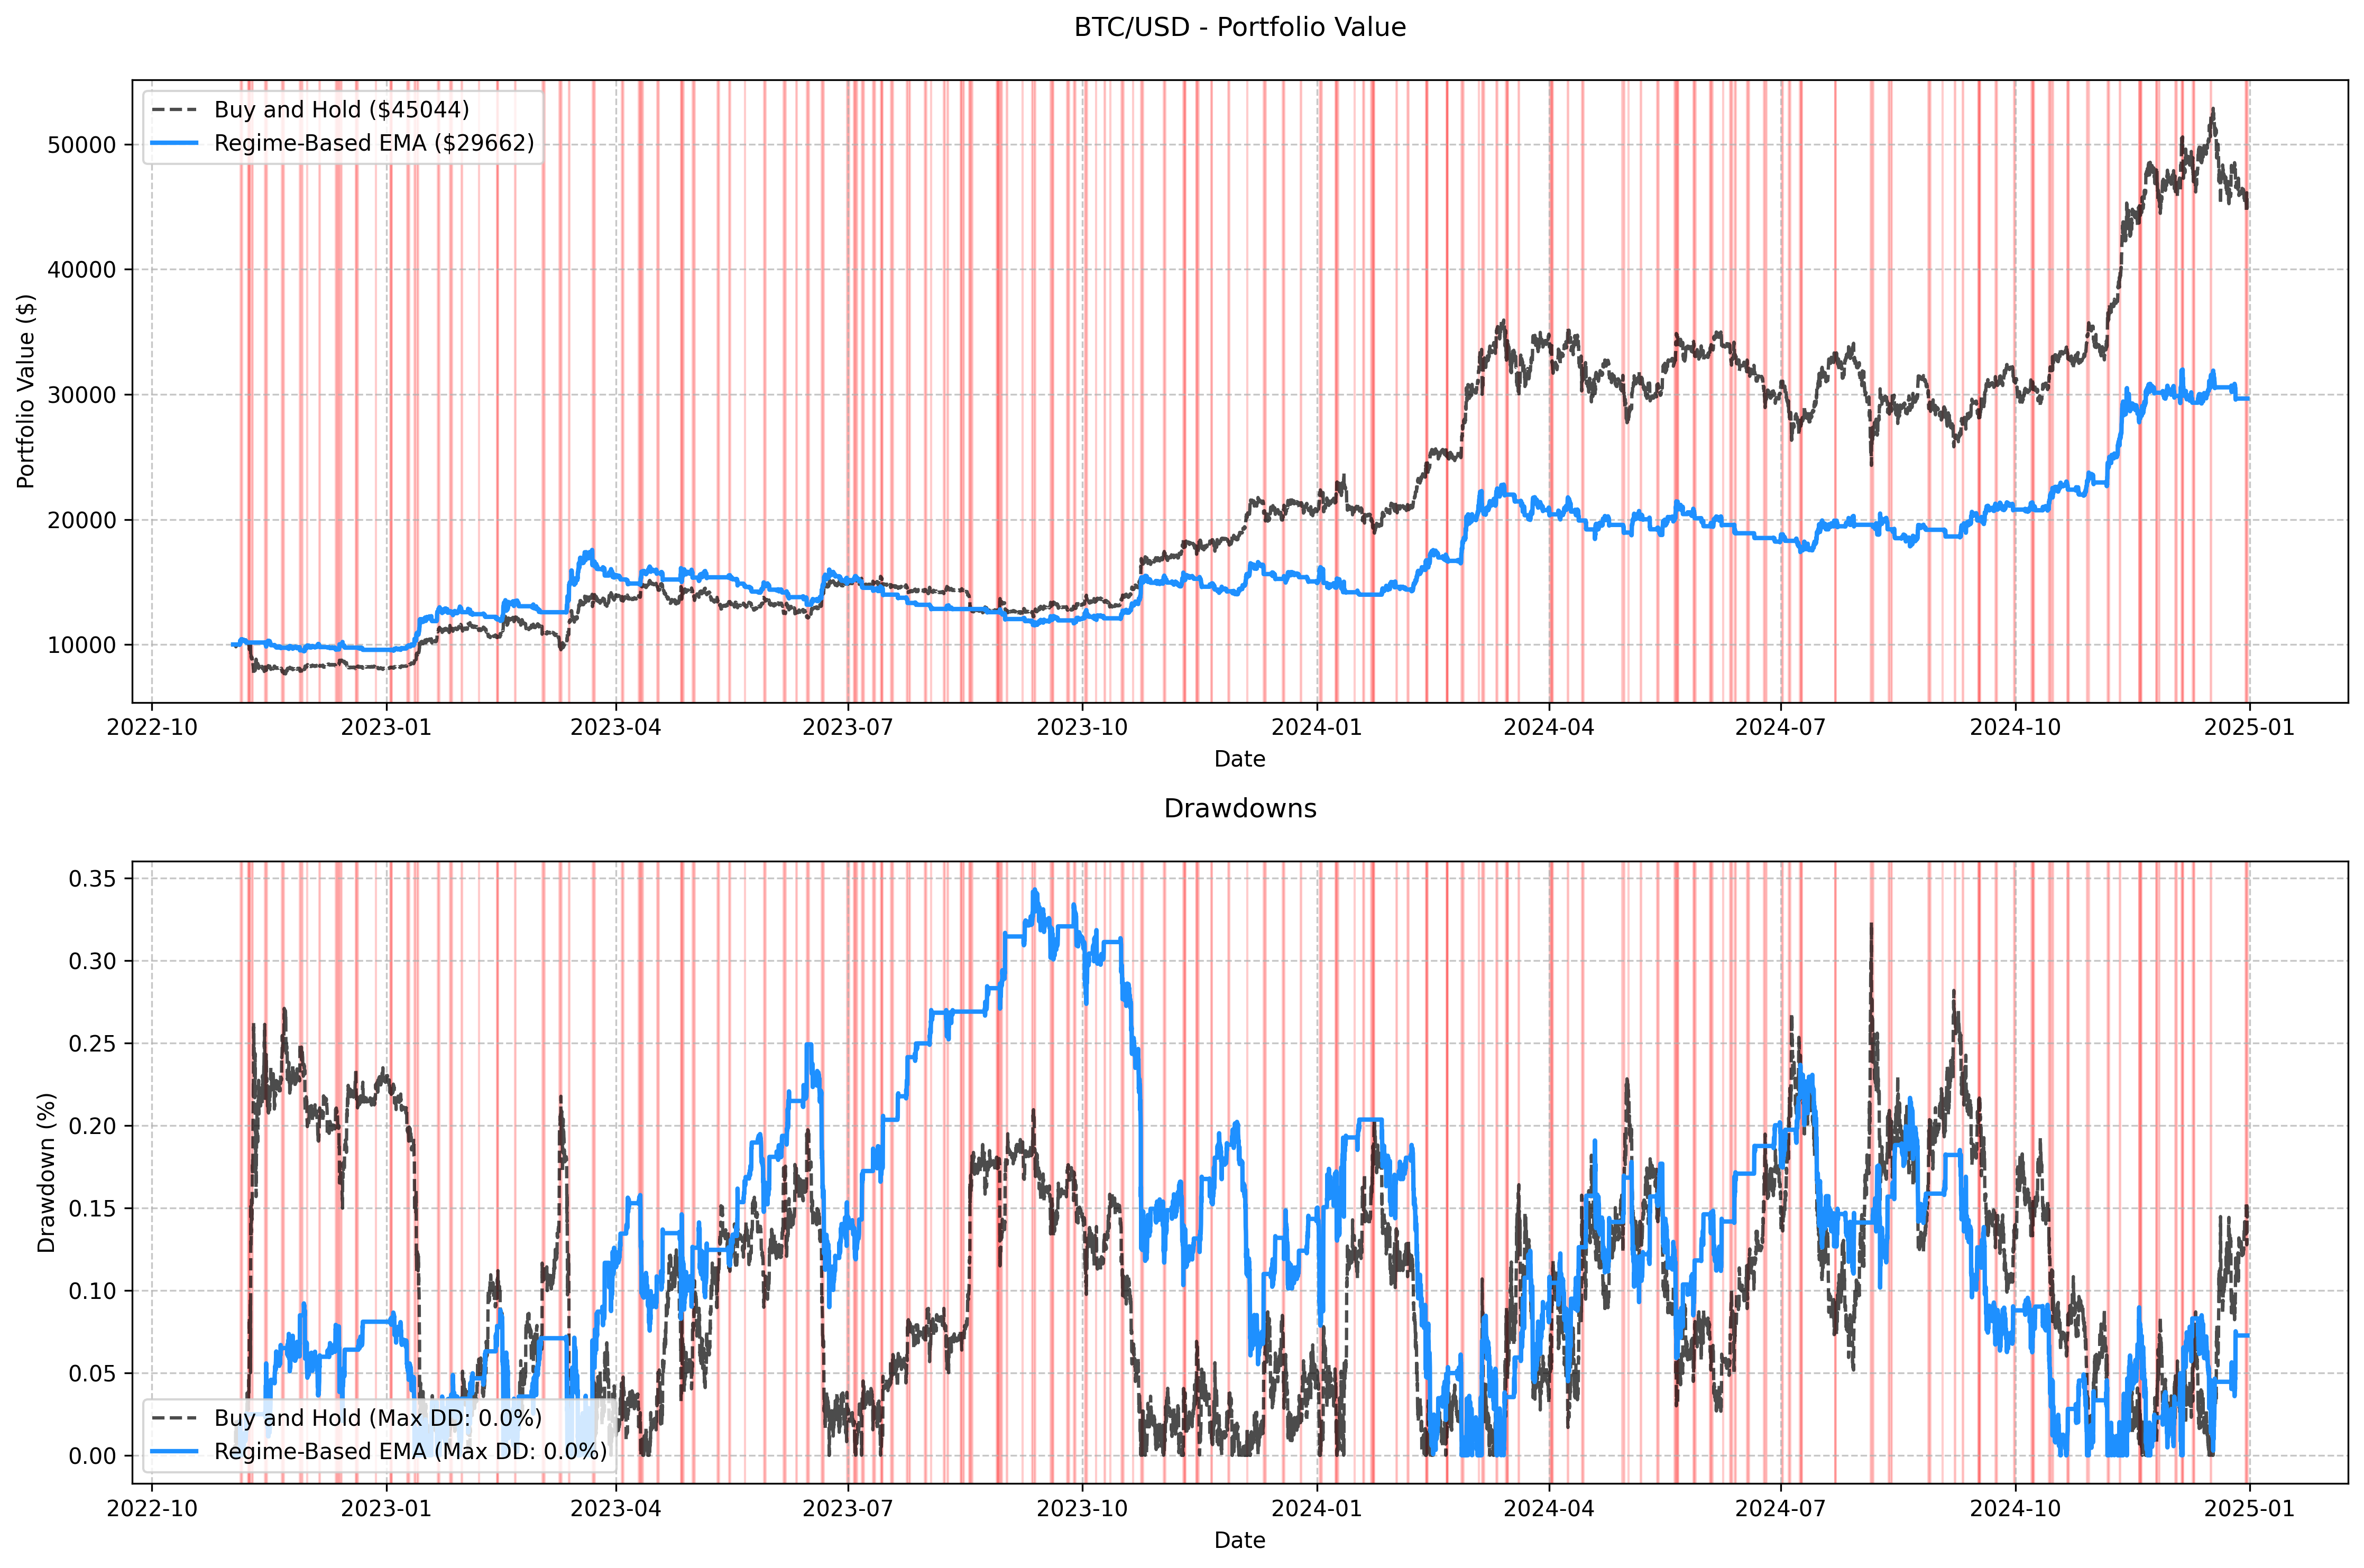 BTC/USD - Portfolio Value
Buy and Hold ($45044)
Regime-Based EMA ($29662)
50000
40000
30000
20000
10000
Portfolio Value ($)
2022-10 2023-01 2023-04 2023-07 2023-10 2024-01 2024-04 2024-07 2024-10 2025-01
Date
Drawdowns
0.35
0.30
0.25
0.20
0.15
0.10
0.05
0.00
Drawdown (%)
Buy and Hold (Max DD: 0.0%)
Regime-Based EMA (Max DD: 0.0%)
2022-10 2023-01 2023-04 2023-07 2023-10 2024-01 2024-04 2024-07 2024-10 2025-01
Date